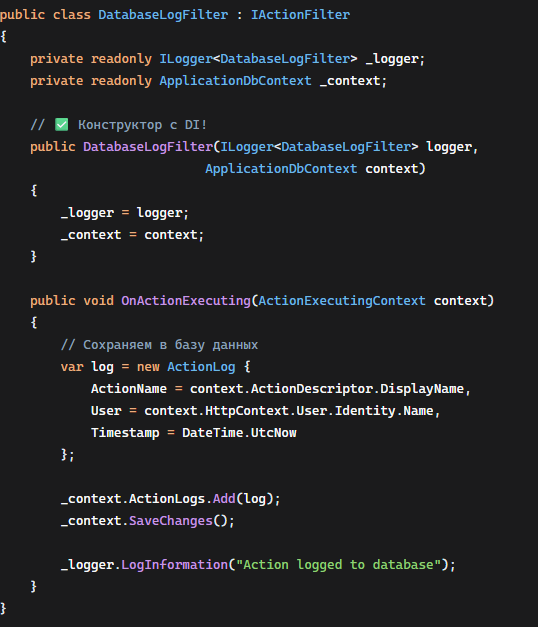 public class DatabaseLogFilter : IActionFilter
{
    private readonly ILogger<DatabaseLogFilter> _logger;
    private readonly ApplicationDbContext _context;

    // ✅ Конструктор с DI!
    public DatabaseLogFilter(ILogger<DatabaseLogFilter> logger,
                           ApplicationDbContext context)
    {
        _logger = logger;
        _context = context;
    }

    public void OnActionExecuting(ActionExecutingContext context)
    {
        // Сохраняем в базу данных
        var log = new ActionLog {
            ActionName = context.ActionDescriptor.DisplayName,
            User = context.HttpContext.User.Identity.Name,
            Timestamp = DateTime.UtcNow
        };

        _context.ActionLogs.Add(log);
        _context.SaveChanges();

        _logger.LogInformation("Action logged to database");
    }
}